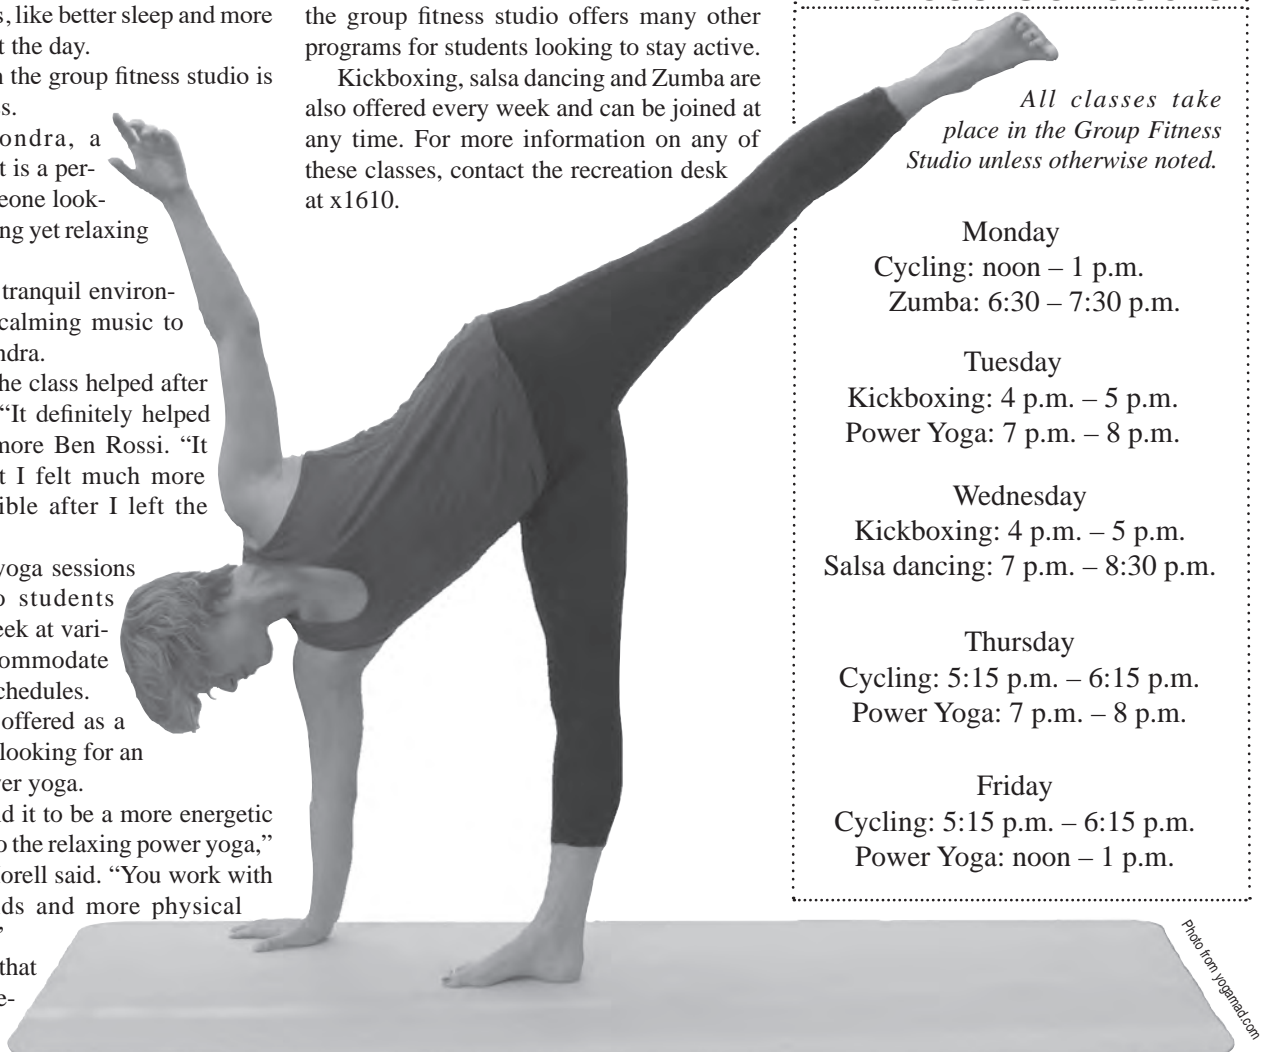 s, like better sleep and more
t the day.
n the group fitness studio is
s.
ondra, a
t is a per-
eone look-
ng yet relaxing
tranquil environ-
calming music to
ndra.
he class helped after
“It definitely helped
more Ben Rossi. “It
t I felt much more
ible after I left the
yoga sessions
o students
eek at vari-
ommodate
chedules.
offered as a
looking for an
er yoga.
d it to be a more energetic
o the relaxing power yoga,”
orell said. “You work with
ds and more physical
”
that
e-
the group fitness studio offers many other
programs for students looking to stay active.
Kickboxing, salsa dancing and Zumba are
also offered every week and can be joined at
any time. For more information on any of
these classes, contact the recreation desk
at x1610.
All classes take
place in the Group Fitness
Studio unless otherwise noted.
Monday
Cycling: noon – 1 p.m.
Zumba: 6:30 – 7:30 p.m.
Tuesday
Kickboxing: 4 p.m. – 5 p.m.
Power Yoga: 7 p.m. – 8 p.m.
Wednesday
Kickboxing: 4 p.m. – 5 p.m.
Salsa dancing: 7 p.m. – 8:30 p.m.
Thursday
Cycling: 5:15 p.m. – 6:15 p.m.
Power Yoga: 7 p.m. – 8 p.m.
Friday
Cycling: 5:15 p.m. – 6:15 p.m.
Power Yoga: noon – 1 p.m.
Photo from yogamad.com